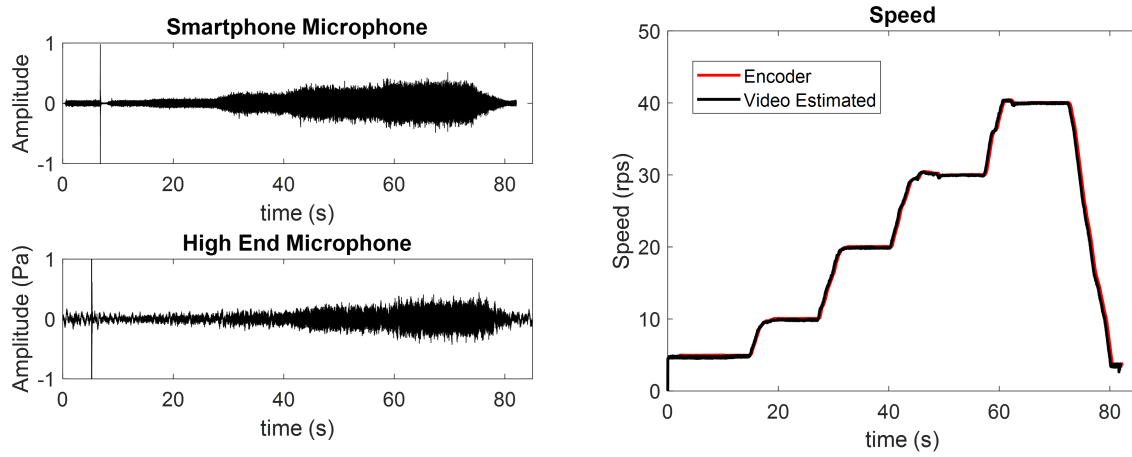 Smartphone Microphone
Amplitude
1
0
-1
0 20 40 60 80
time (s)
High End Microphone
Amplitude (Pa)
1
0
-1
0 20 40 60 80
time (s)
Speed
Speed (rps)
50
40
30
20
10
0
Encoder
Video Estimated
0 20 40 60 80
time (s)